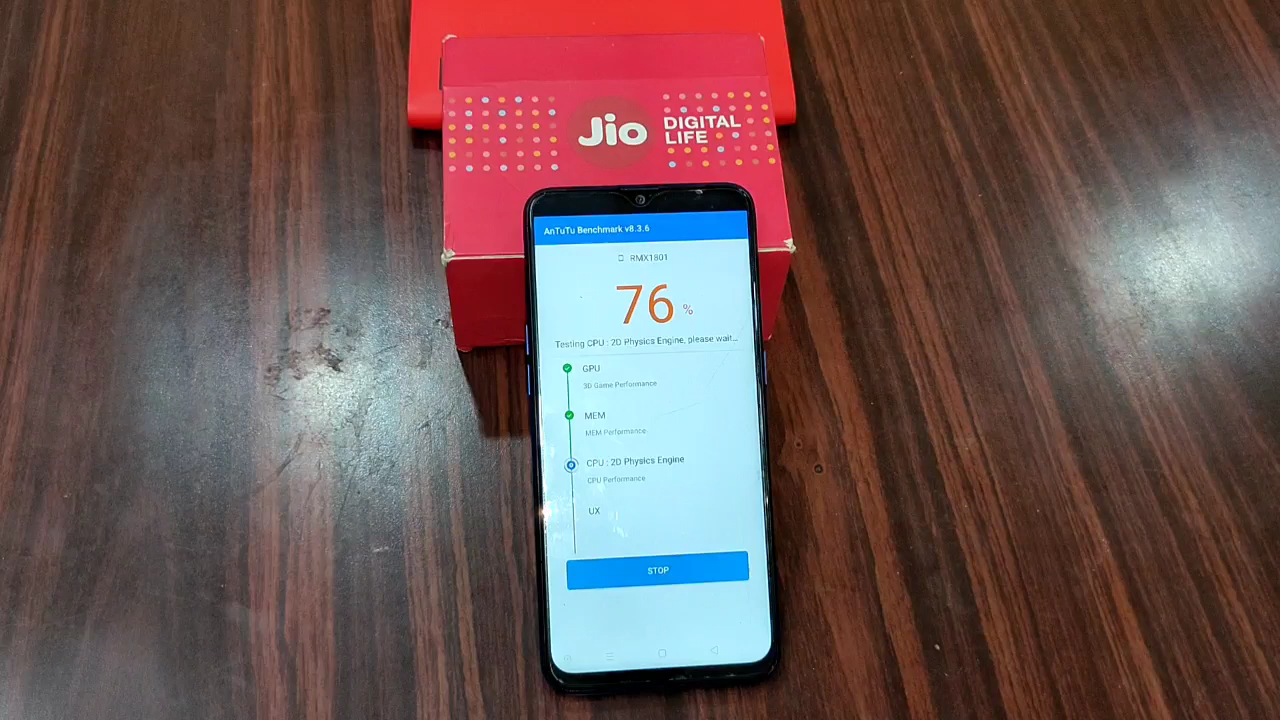 Jio
DIGITAL
LIFE
AnTuTu Benchmark v8.3.6
RMX1801
76 %
Testing CPU : 2D Physics Engine, please wait...
GPU
3D Game Performance
MEM
MEM Performance
CPU : 2D Physics Engine
CPU Performance
UX
STOP